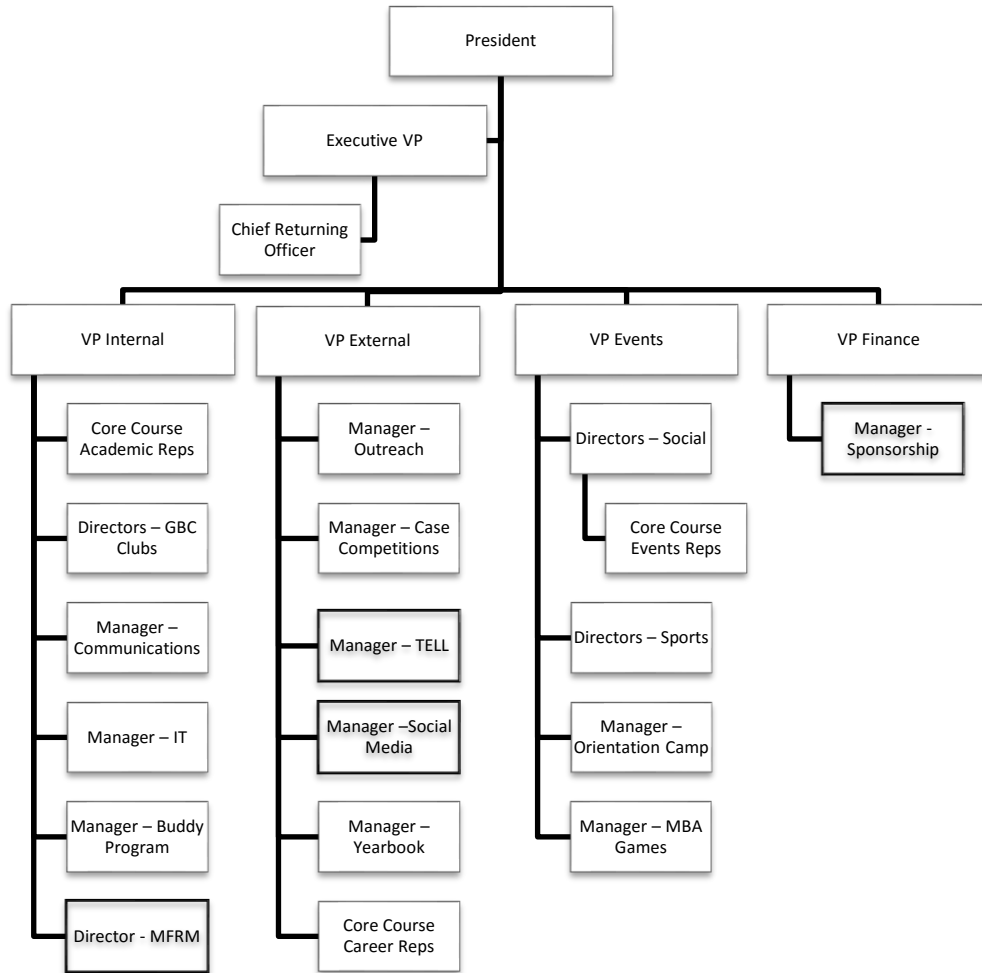 President
Executive VP
Chief Returning
Officer
VP Internal
VP External
VP Events
VP Finance
Core Course
Academic Reps
Directors – GBC
Clubs
Manager –
Communications
Manager – IT
Manager – Buddy
Program
Director - MFRM
Manager –
Outreach
Manager – Case
Competitions
Manager – TELL
Manager –Social
Media
Manager –
Yearbook
Core Course
Career Reps
Directors – Social
Core Course
Events Reps
Directors – Sports
Manager –
Orientation Camp
Manager – MBA
Games
Manager -
Sponsorship